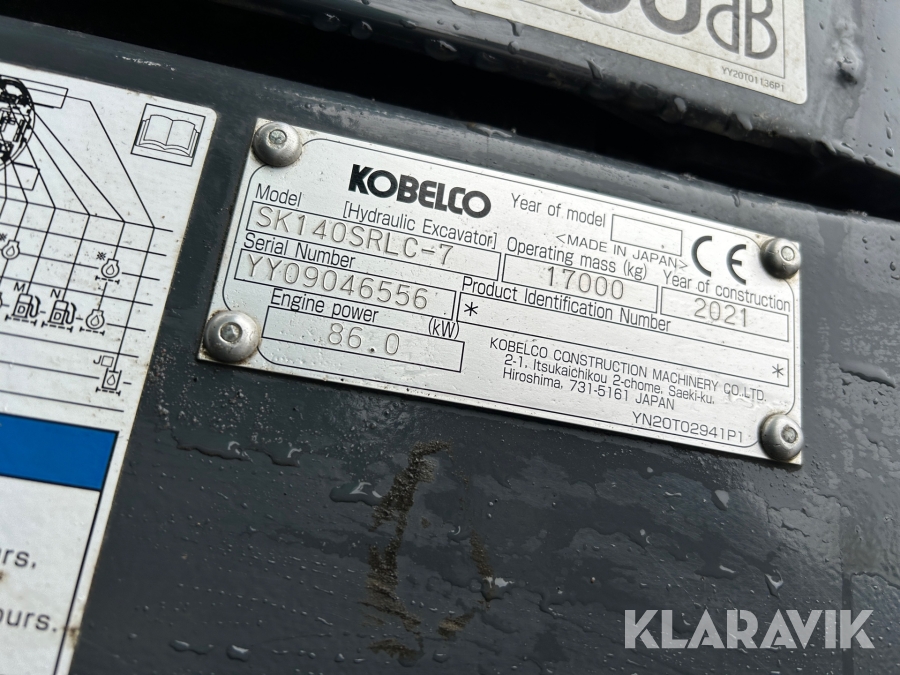 dB
YY20T01136P1
KOBELCO
Year of model
Model [Hydraulic Excavator]
<MADE IN JAPAN>
CE
SK140SRLC-7
Operating mass (kg)
17000
Year of construction
2021
Serial Number
YY09046556
Product Identification Number
* *
Engine power (kW)
86.0
KOBELCO CONSTRUCTION MACHINERY CO.,LTD.
2-1, Itsukaichikou 2-chome, Saeki-ku,
Hiroshima, 731-5161 JAPAN
YN20T02941P1
M N
J
KLARAVIK